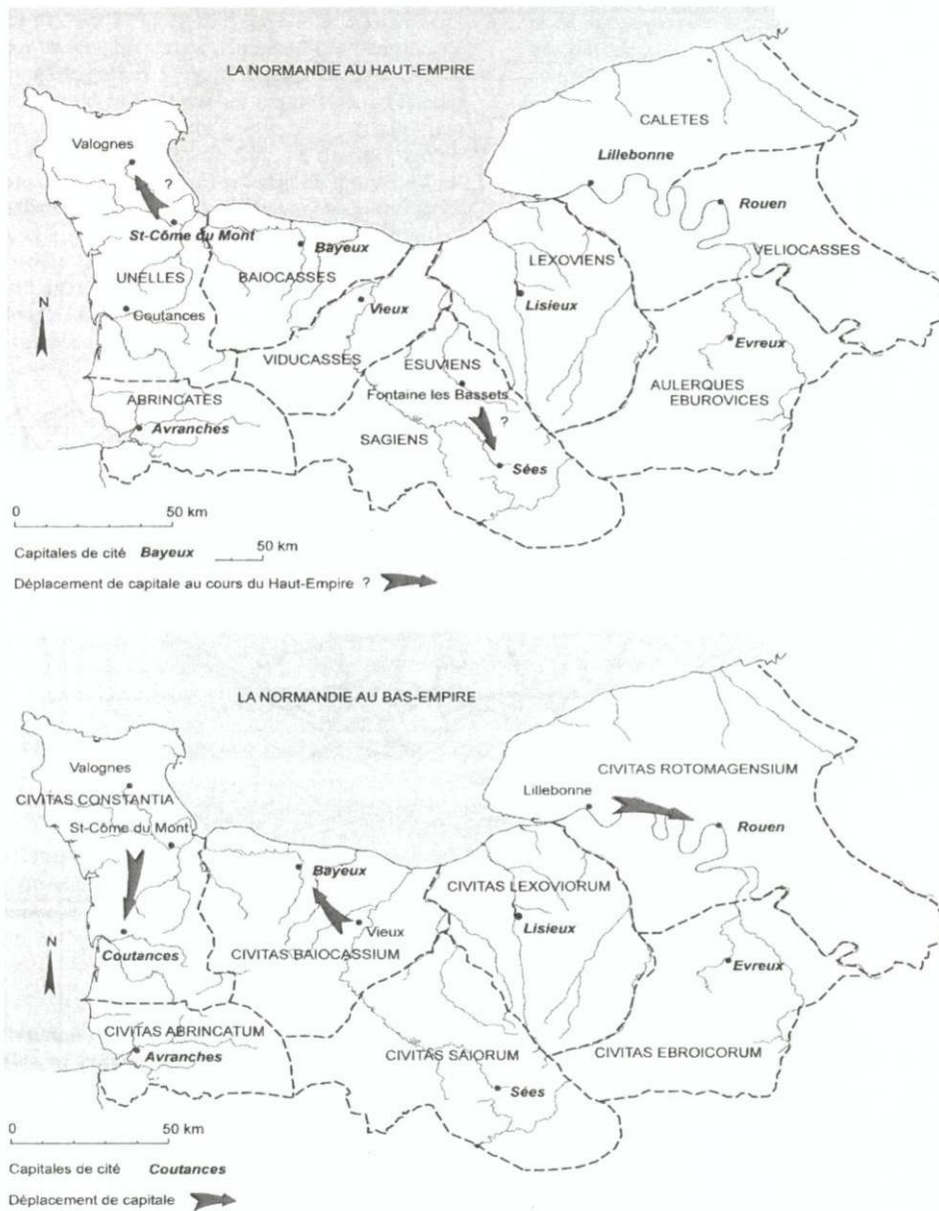 LA NORMANDIE AU HAUT-EMPIRE
CALETES
Valognes
Lillebonne
?
Rouen
St-Côme du Mont
Bayeux
LEXOVIENS
VELIOCASSES
UNELLES
BAIOCASSES
N
Coutances
Vieux
Lisieux
Evreux
VIDUCASSES
ESUVIENS
ABRINCATES
Fontaine les Bassets
AULERQUES
EBUROVICES
Avranches
SAGIENS
?
Sées
0 50 km
Capitales de cité Bayeux 50 km
Déplacement de capitale au cours du Haut-Empire ?
LA NORMANDIE AU BAS-EMPIRE
Valognes
CIVITAS ROTOMAGENSIUM
CIVITAS CONSTANTIA
Lillebonne
St-Côme du Mont
Rouen
Bayeux
CIVITAS LEXOVIORUM
Lisieux
Vieux
N
Coutances
CIVITAS BAIOCASSIUM
Evreux
CIVITAS ABRINCATUM
Avranches
CIVITAS SAIORUM
CIVITAS EBROICORUM
Sées
0 50 km
Capitales de cité Coutances
Déplacement de capitale